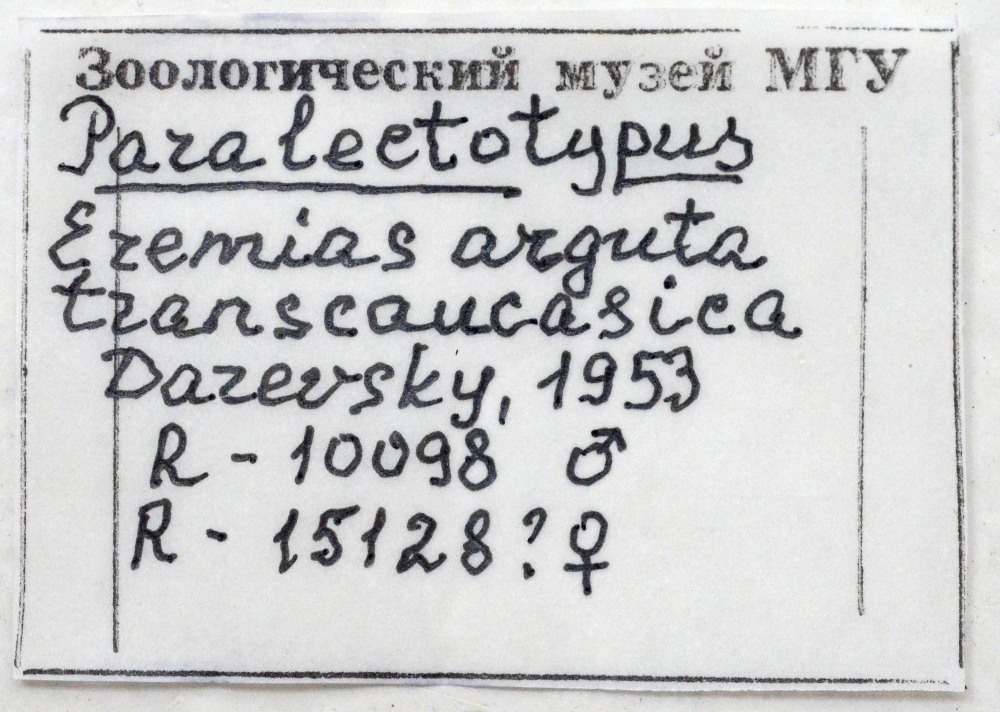 Зоологический музей МГУ
Paralectotypus
Eremias arguta
transcaucasica
Darevsky, 1953
R - 10098 ♂
R - 15128 ? ♀